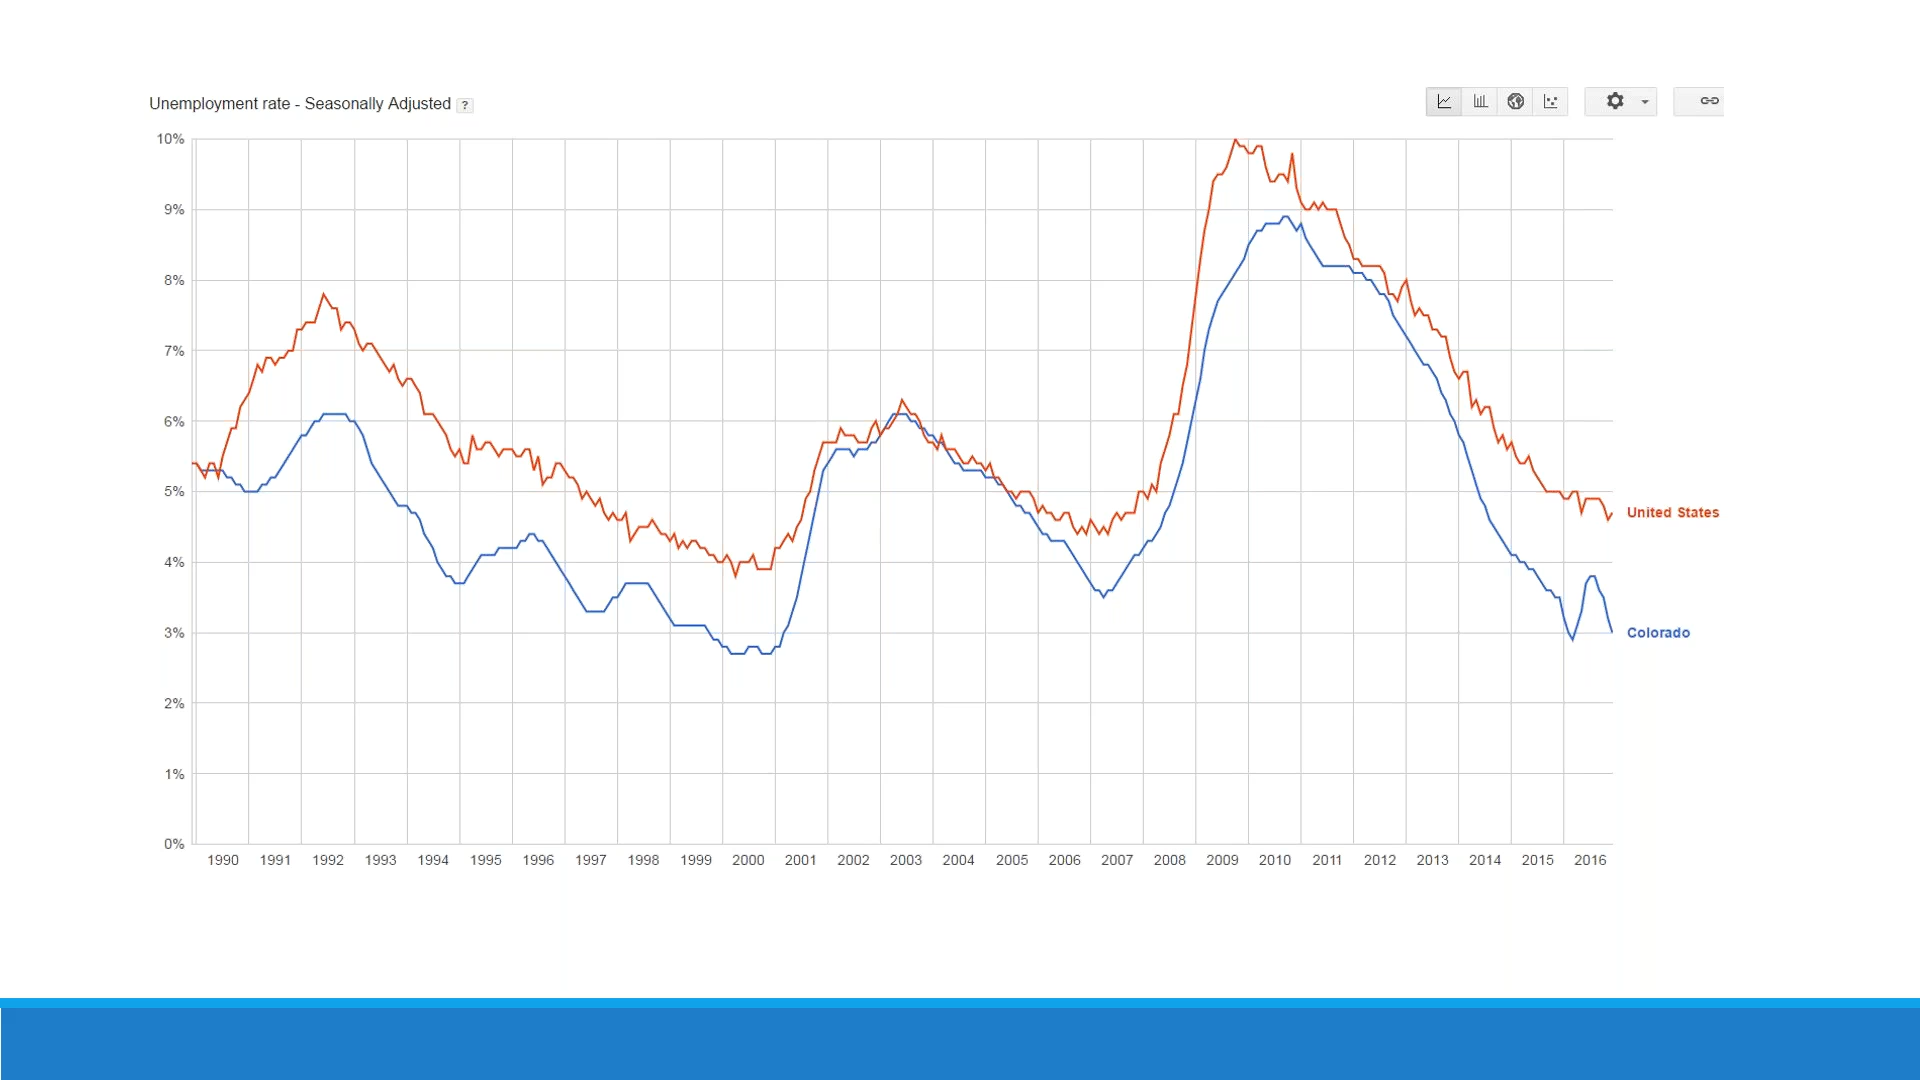 Unemployment rate - Seasonally Adjusted ?
10%
9%
8%
7%
6%
5%
4%
3%
2%
1%
0%
United States
Colorado
1990 1991 1992 1993 1994 1995 1996 1997 1998 1999 2000 2001 2002 2003 2004 2005 2006 2007 2008 2009 2010 2011 2012 2013 2014 2015 2016